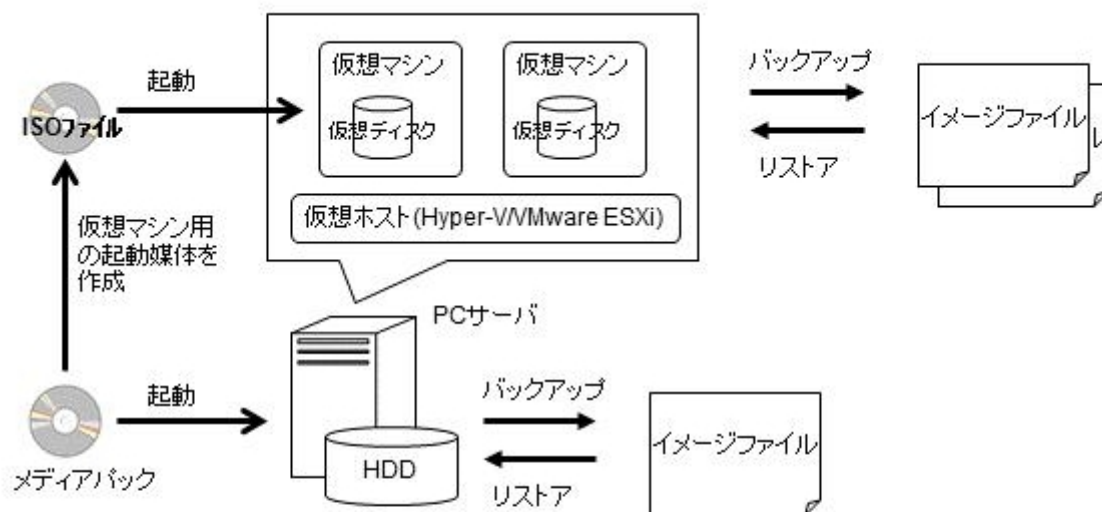 仮想マシン
仮想ディスク
仮想マシン
仮想ディスク
仮想ホスト(Hyper-V/VMware ESXi)
起動
ISOファイル
バックアップ
リストア
イメージファイル
仮想マシン用
の起動媒体を
作成
PCサーバ
起動
メディアパック
HDD
バックアップ
リストア
イメージファイル